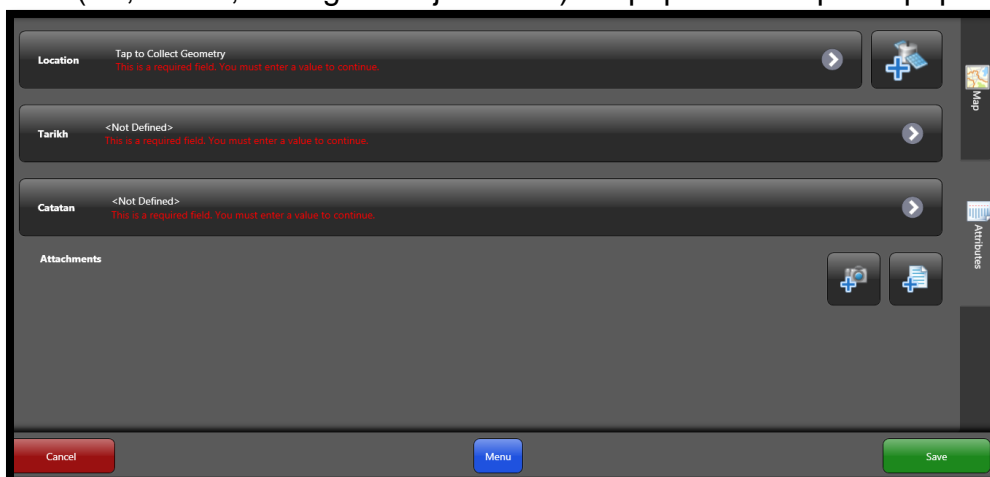 Location
Tap to Collect Geometry
This is a required field. You must enter a value to continue.
Tarikh
<Not Defined>
This is a required field. You must enter a value to continue.
Catatan
<Not Defined>
This is a required field. You must enter a value to continue.
Attachments
Map
Attributes
Cancel
Menu
Save